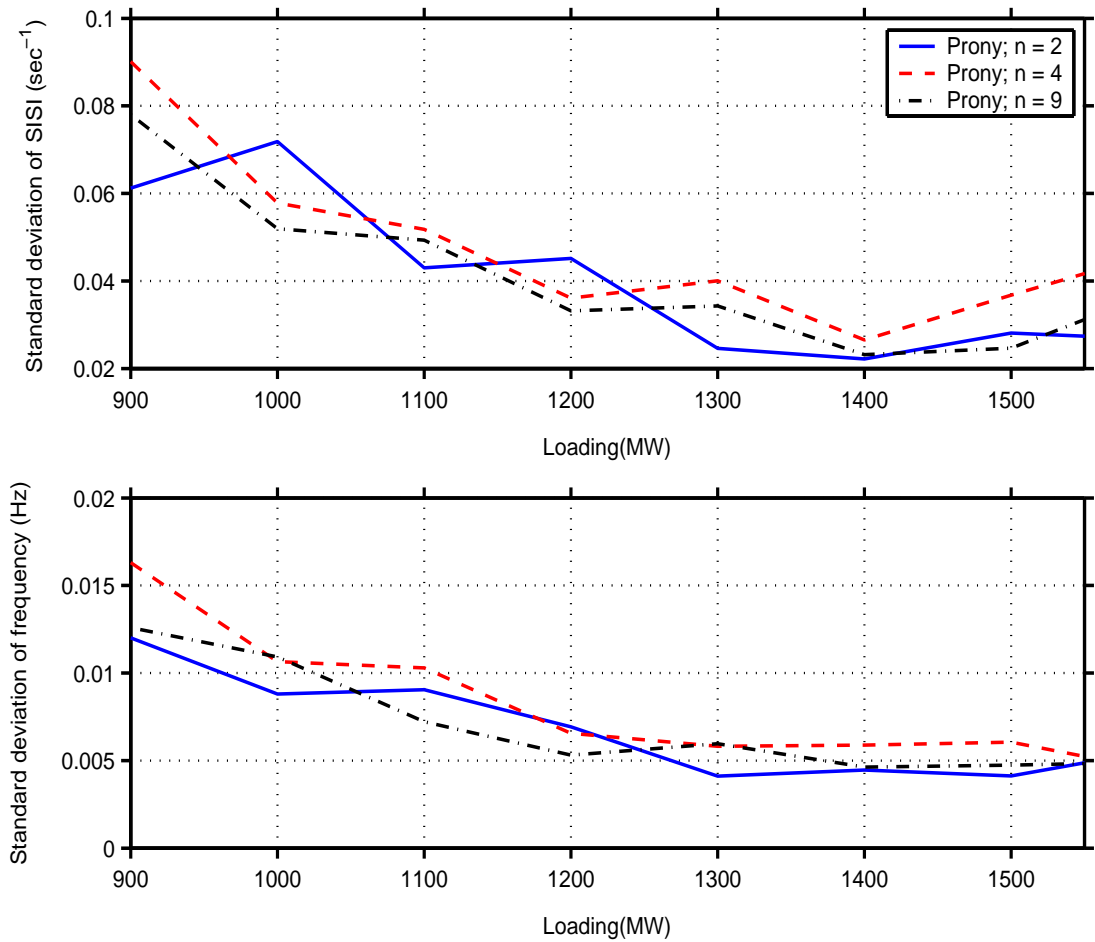 Standard deviation of SISI (sec⁻¹)
0.1
0.08
0.06
0.04
0.02
Prony; n = 2
Prony; n = 4
Prony; n = 9
900 1000 1100 1200 1300 1400 1500
Loading(MW)
Standard deviation of frequency (Hz)
0.02
0.015
0.01
0.005
0
900 1000 1100 1200 1300 1400 1500
Loading(MW)